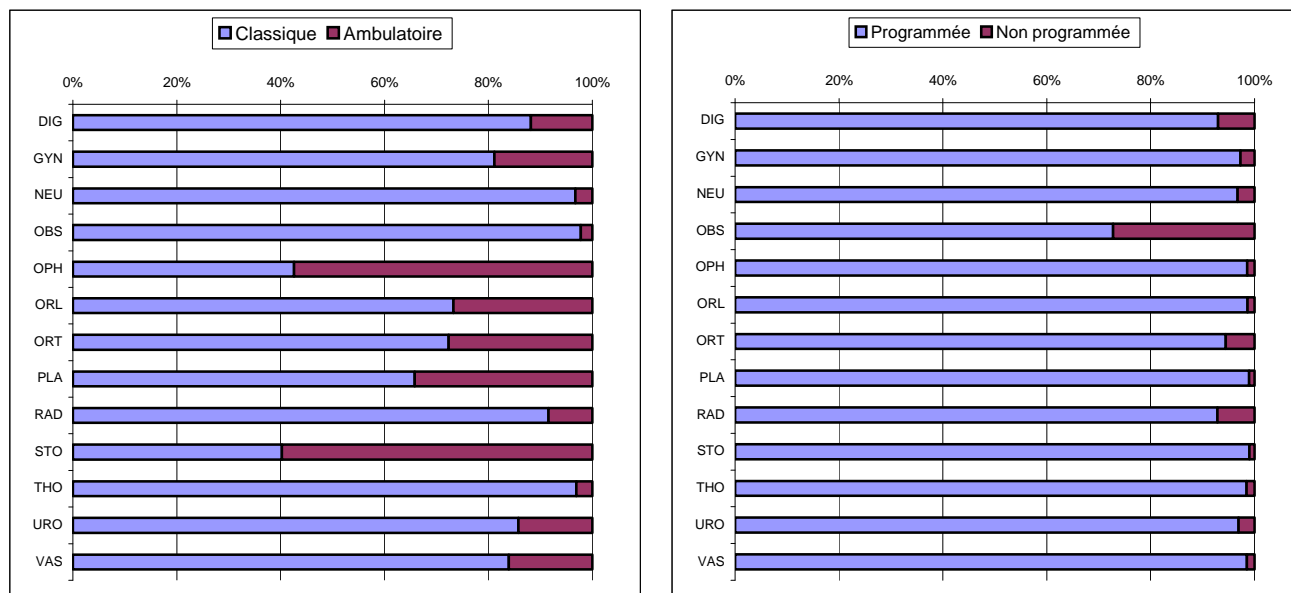 Classique Ambulatoire
0% 20% 40% 60% 80% 100%
DIG
GYN
NEU
OBS
OPH
ORL
ORT
PLA
RAD
STO
THO
URO
VAS
Programmée Non programmée
0% 20% 40% 60% 80% 100%
DIG
GYN
NEU
OBS
OPH
ORL
ORT
PLA
RAD
STO
THO
URO
VAS